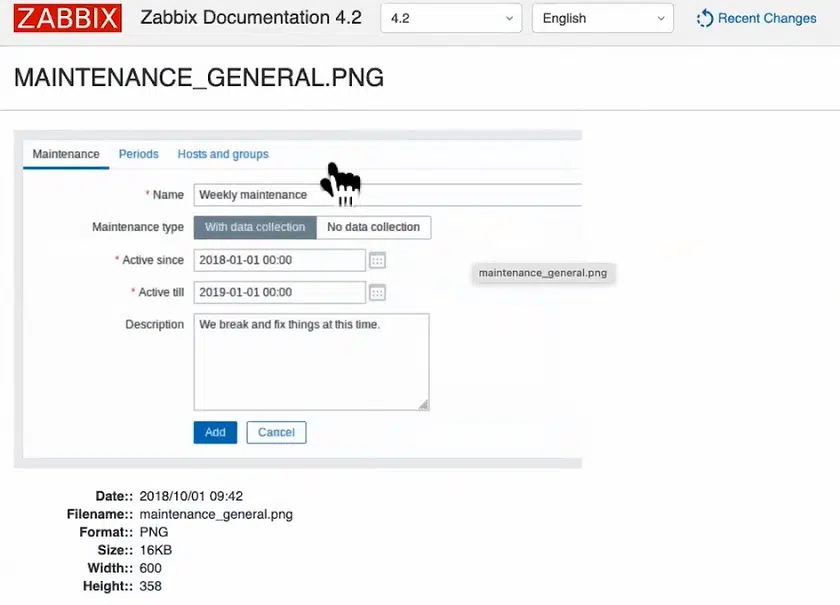 ZABBIX Zabbix Documentation 4.2 4.2 English Recent Changes
MAINTENANCE_GENERAL.PNG
Maintenance Periods Hosts and groups
* Name Weekly maintenance
Maintenance type With data collection No data collection
* Active since 2018-01-01 00:00
maintenance_general.png
* Active till 2019-01-01 00:00
Description We break and fix things at this time.
Add Cancel
Date:: 2018/10/01 09:42
Filename:: maintenance_general.png
Format:: PNG
Size:: 16KB
Width:: 600
Height:: 358